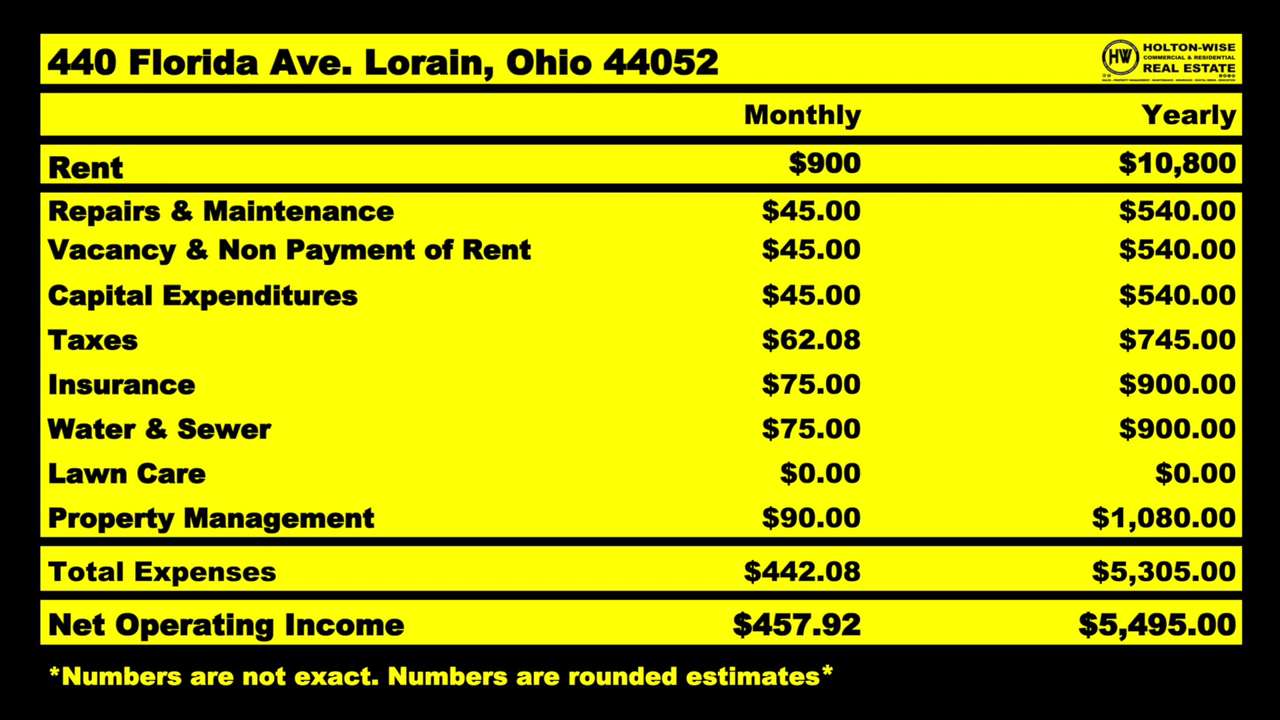 440 Florida Ave. Lorain, Ohio 44052
HW
HOLTON-WISE
COMMERCIAL & RESIDENTIAL
REAL ESTATE
Monthly Yearly
Rent $900 $10,800
Repairs & Maintenance $45.00 $540.00
Vacancy & Non Payment of Rent $45.00 $540.00
Capital Expenditures $45.00 $540.00
Taxes $62.08 $745.00
Insurance $75.00 $900.00
Water & Sewer $75.00 $900.00
Lawn Care $0.00 $0.00
Property Management $90.00 $1,080.00
Total Expenses $442.08 $5,305.00
Net Operating Income $457.92 $5,495.00
*Numbers are not exact. Numbers are rounded estimates*